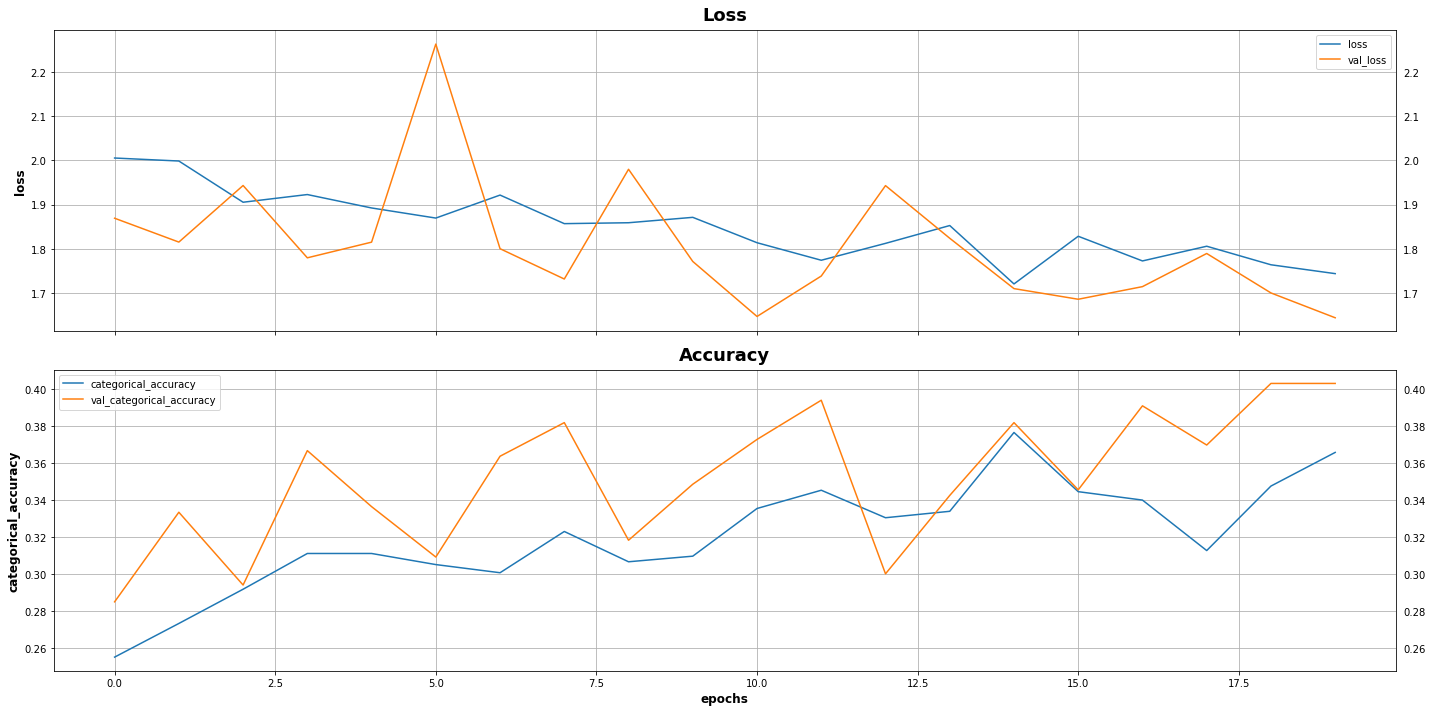 Loss
loss
val_loss
2.2 2.2
2.1 2.1
2.0 2.0
1.9 1.9
1.8 1.8
1.7 1.7
loss
Accuracy
categorical_accuracy
val_categorical_accuracy
0.40 0.40
0.38 0.38
0.36 0.36
0.34 0.34
0.32 0.32
0.30 0.30
0.28 0.28
0.26 0.26
categorical_accuracy
0.0 2.5 5.0 7.5 10.0 12.5 15.0 17.5
epochs